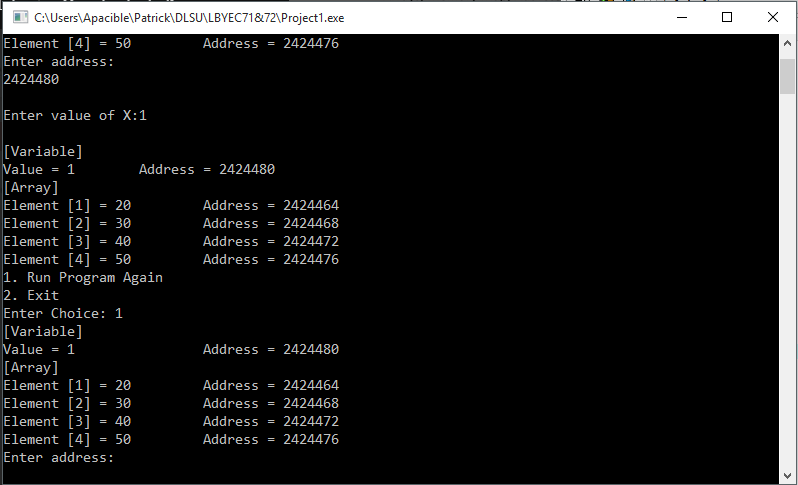 C:\Users\Apacible\Patrick\DLSU\LBYEC71&72\Project1.exe
Element [4] = 50         Address = 2424476
Enter address:
2424480
Enter value of X:1
[Variable]
Value = 1        Address = 2424480
[Array]
Element [1] = 20         Address = 2424464
Element [2] = 30         Address = 2424468
Element [3] = 40         Address = 2424472
Element [4] = 50         Address = 2424476
1. Run Program Again
2. Exit
Enter Choice: 1
[Variable]
Value = 1                Address = 2424480
[Array]
Element [1] = 20         Address = 2424464
Element [2] = 30         Address = 2424468
Element [3] = 40         Address = 2424472
Element [4] = 50         Address = 2424476
Enter address: